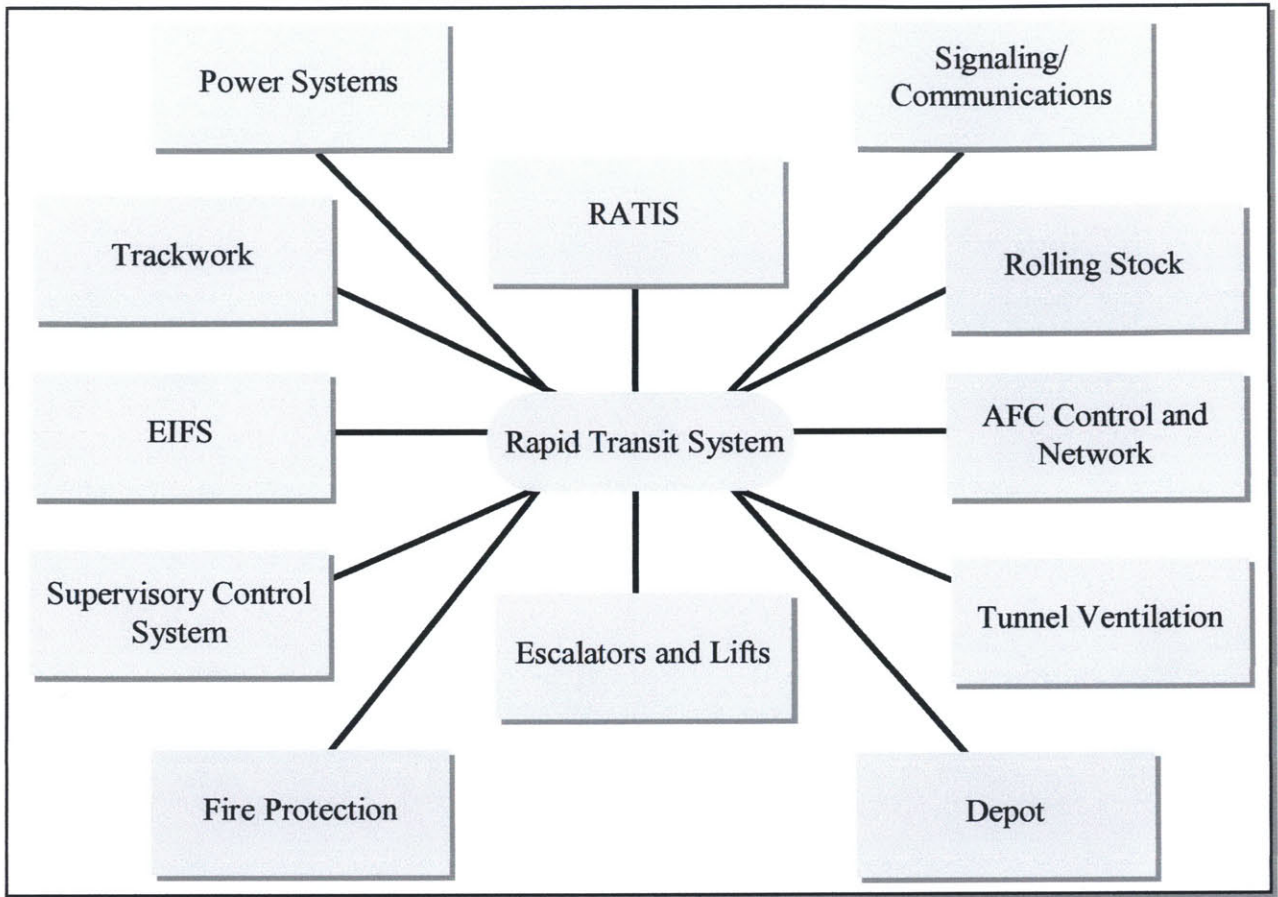 Power Systems
Signaling/
Communications
RATIS
Trackwork
Rolling Stock
EIFS
Rapid Transit System
AFC Control and
Network
Supervisory Control
System
Escalators and Lifts
Tunnel Ventilation
Fire Protection
Depot